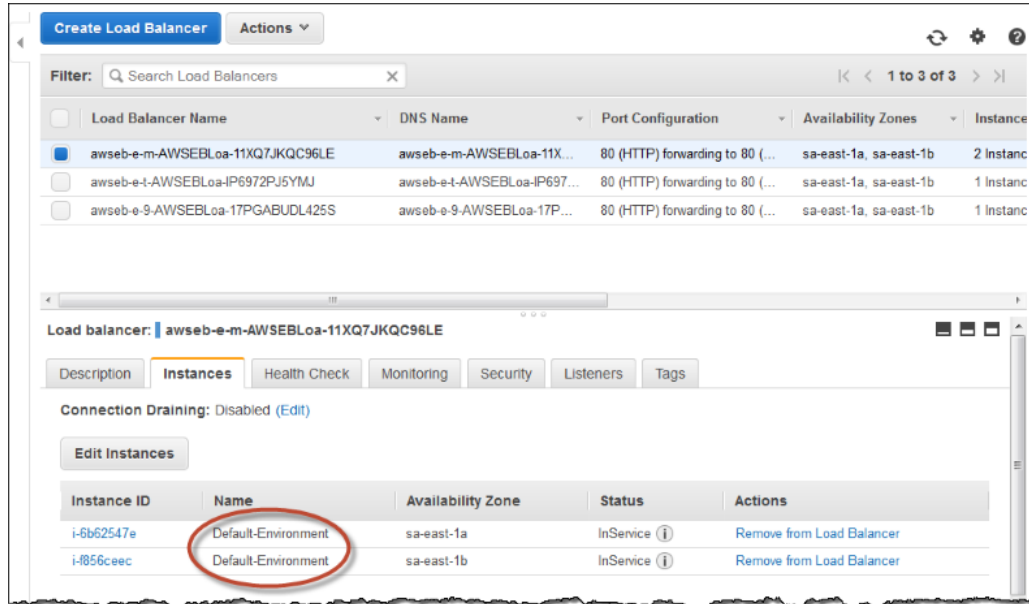 Create Load Balancer Actions
Filter: Search Load Balancers 1 to 3 of 3
Load Balancer Name DNS Name Port Configuration Availability Zones Instance
awseb-e-m-AWSEBLoa-11XQ7JKQC96LE awseb-e-m-AWSEBLoa-11X... 80 (HTTP) forwarding to 80 (... sa-east-1a, sa-east-1b 2 Instanc
awseb-e-t-AWSEBLoa-IP6972PJ5YMJ awseb-e-t-AWSEBLoa-IP697... 80 (HTTP) forwarding to 80 (... sa-east-1a, sa-east-1b 1 Instanc
awseb-e-9-AWSEBLoa-17PGABUDL425S awseb-e-9-AWSEBLoa-17P... 80 (HTTP) forwarding to 80 (... sa-east-1a, sa-east-1b 1 Instanc
Load balancer: awseb-e-m-AWSEBLoa-11XQ7JKQC96LE
Description Instances Health Check Monitoring Security Listeners Tags
Connection Draining: Disabled (Edit)
Edit Instances
Instance ID Name Availability Zone Status Actions
i-6b62547e Default-Environment sa-east-1a InService Remove from Load Balancer
i-f856ceec Default-Environment sa-east-1b InService Remove from Load Balancer